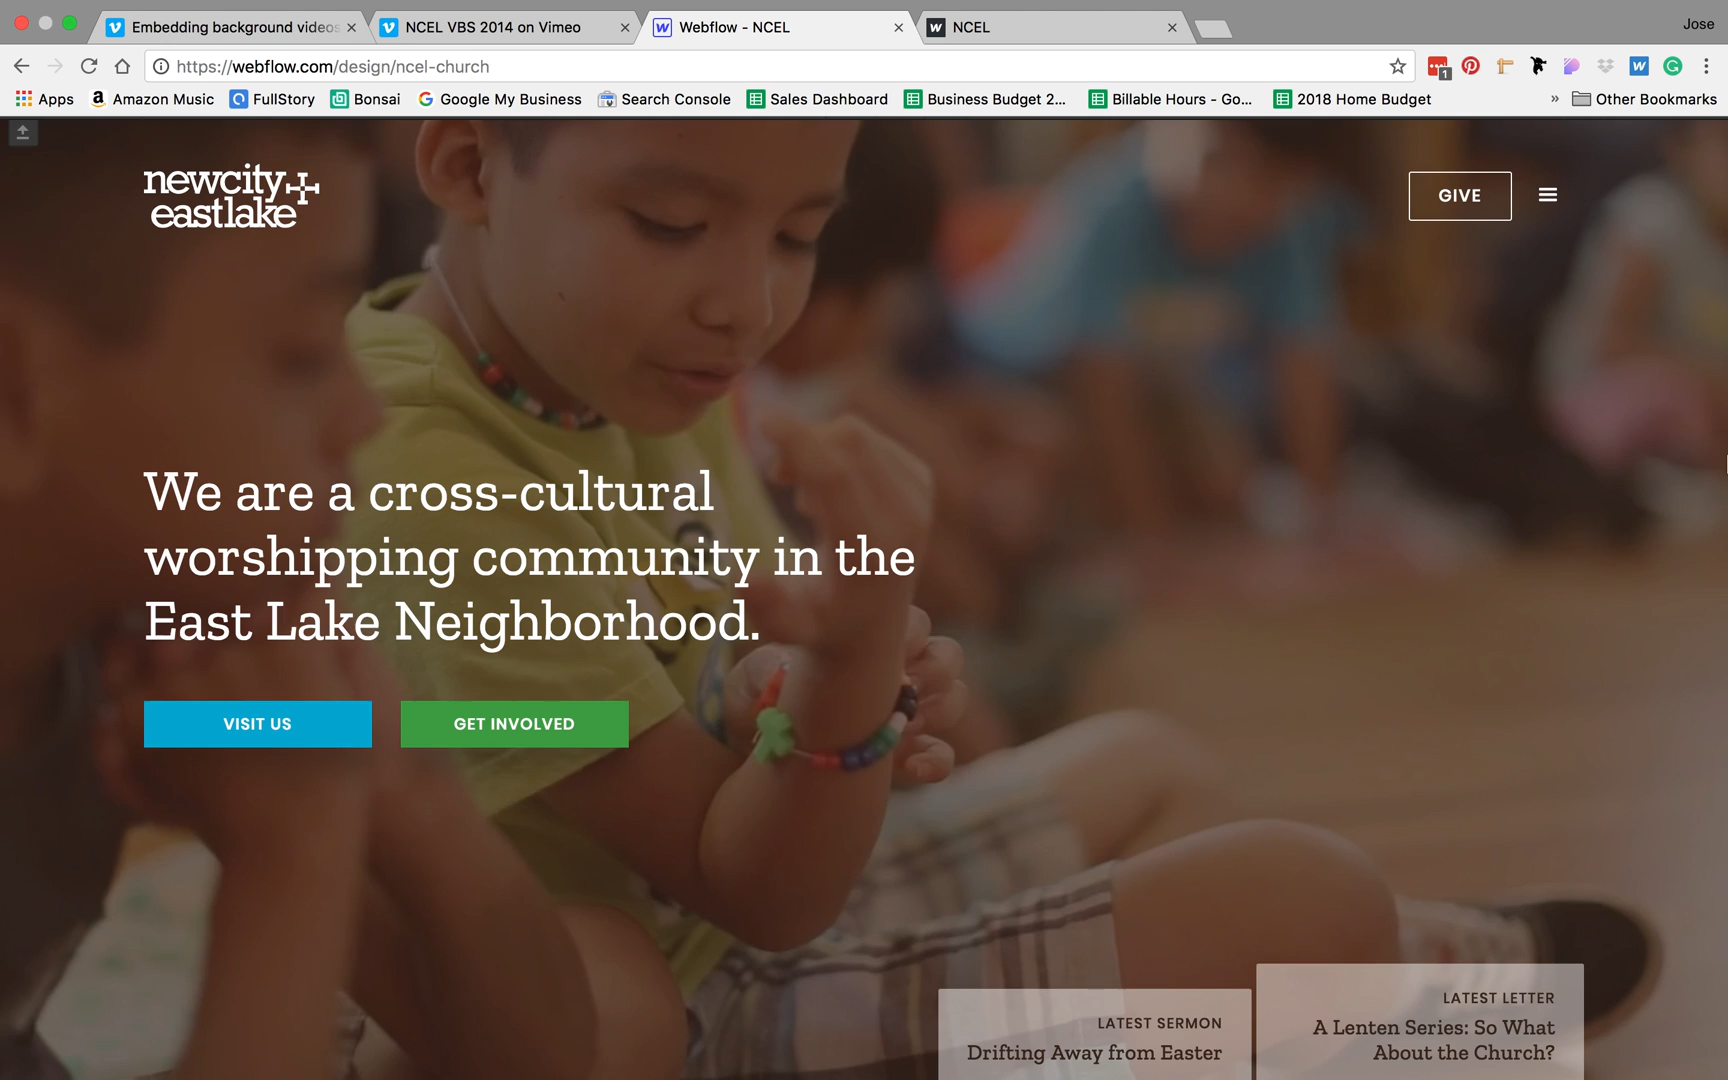 Embedding background videos
NCEL VBS 2014 on Vimeo
Webflow - NCEL
NCEL
Jose
https://webflow.com/design/ncel-church
1
Apps
Amazon Music
FullStory
Bonsai
Google My Business
Search Console
Sales Dashboard
Business Budget 2...
Billable Hours - Go...
2018 Home Budget
»
Other Bookmarks
newcity
eastlake
GIVE
We are a cross-cultural
worshipping community in the
East Lake Neighborhood.
VISIT US
GET INVOLVED
LATEST SERMON
Drifting Away from Easter
LATEST LETTER
A Lenten Series: So What
About the Church?